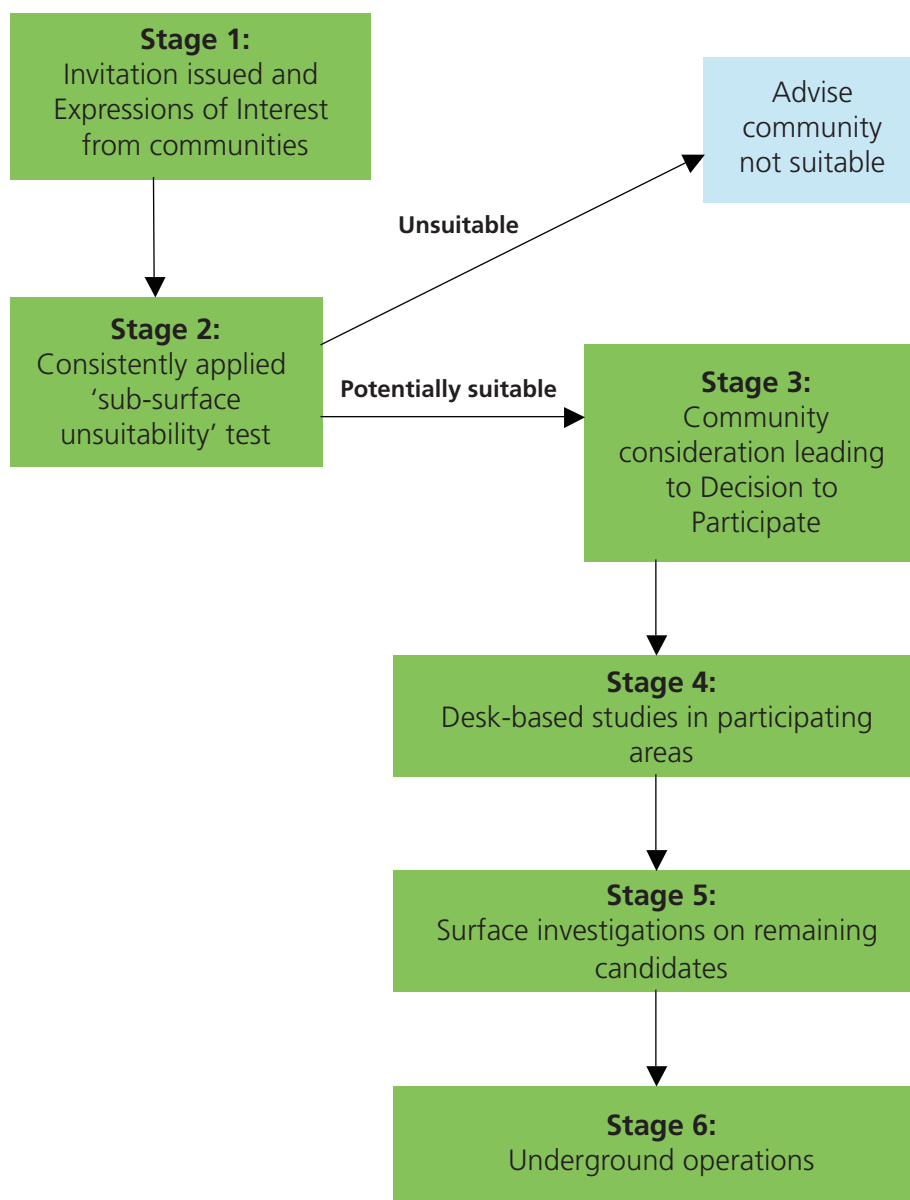 Stage 1:
Invitation issued and
Expressions of Interest
from communities
Advise
community
not suitable
Unsuitable
Stage 2:
Consistently applied
‘sub-surface
unsuitability’ test
Potentially suitable
Stage 3:
Community
consideration leading
to Decision to
Participate
Stage 4:
Desk-based studies in participating
areas
Stage 5:
Surface investigations on remaining
candidates
Stage 6:
Underground operations